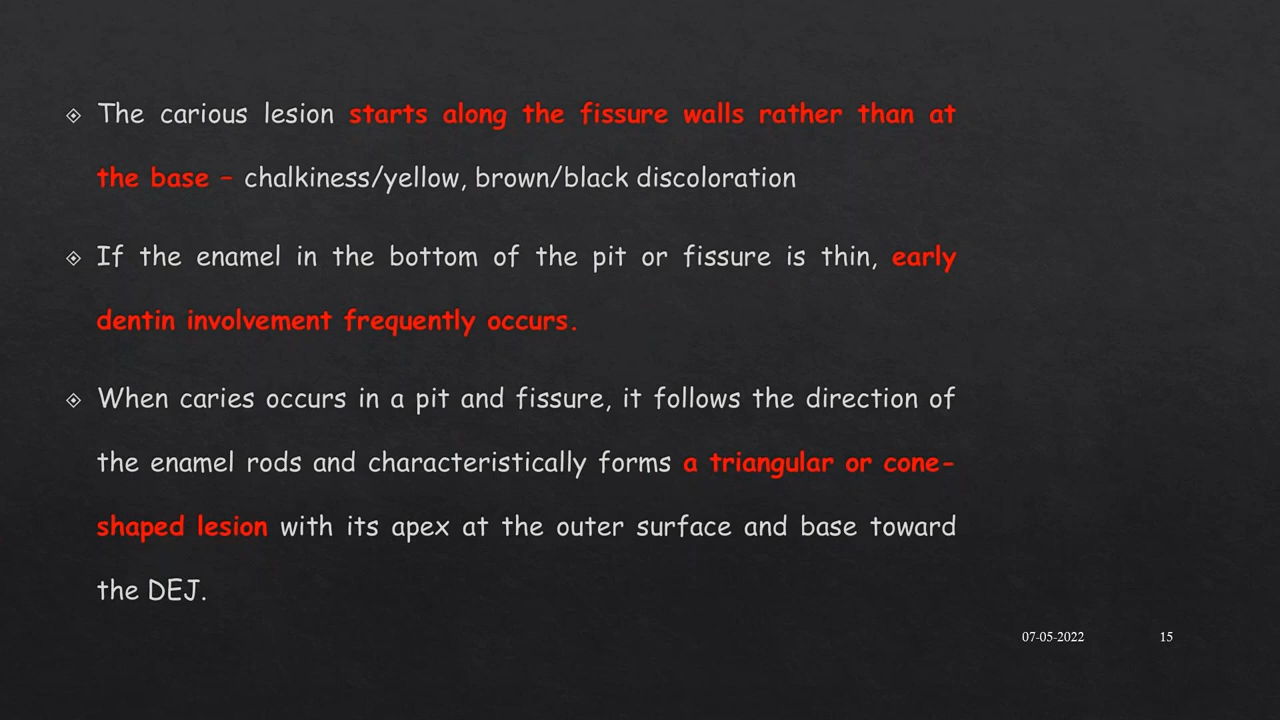 The carious lesion starts along the fissure walls rather than at
the base – chalkiness/yellow, brown/black discoloration
If the enamel in the bottom of the pit or fissure is thin, early
dentin involvement frequently occurs.
When caries occurs in a pit and fissure, it follows the direction of
the enamel rods and characteristically forms a triangular or cone-
shaped lesion with its apex at the outer surface and base toward
the DEJ.
07-05-2022 15